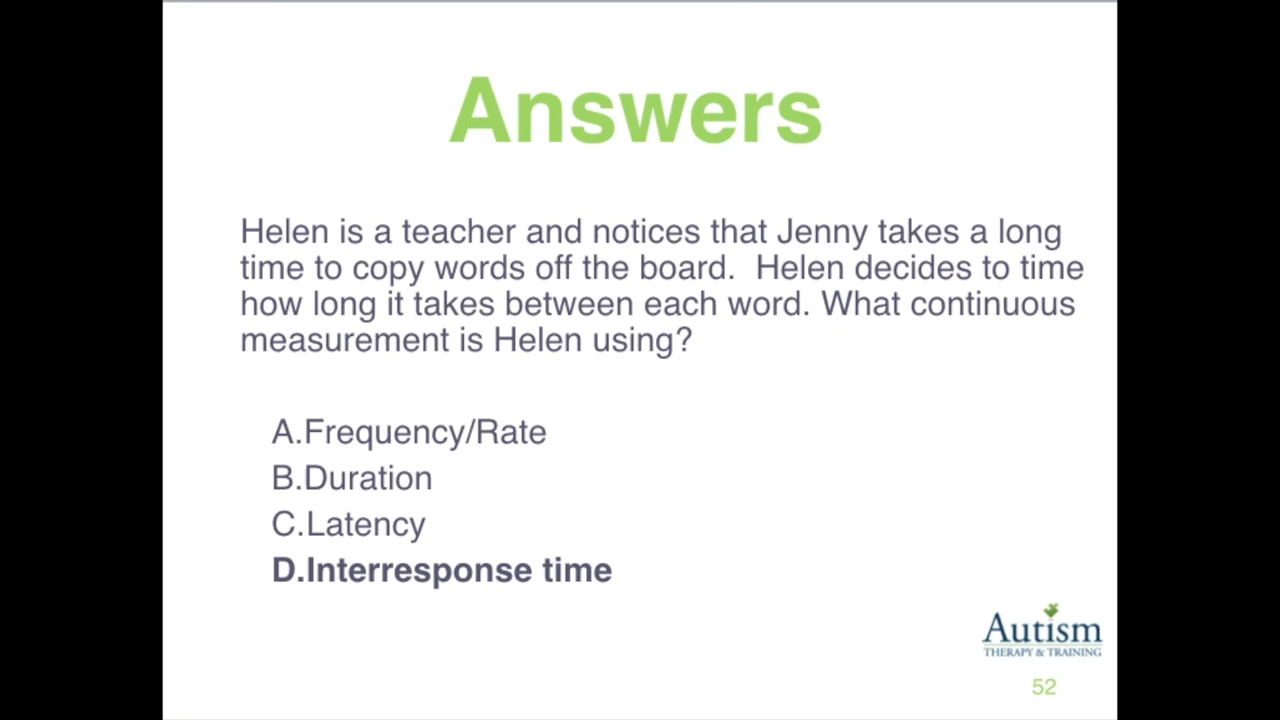 Answers
Helen is a teacher and notices that Jenny takes a long
time to copy words off the board.  Helen decides to time
how long it takes between each word. What continuous
measurement is Helen using?
A.Frequency/Rate
B.Duration
C.Latency
D.Interresponse time
Autism
THERAPY & TRAINING
52